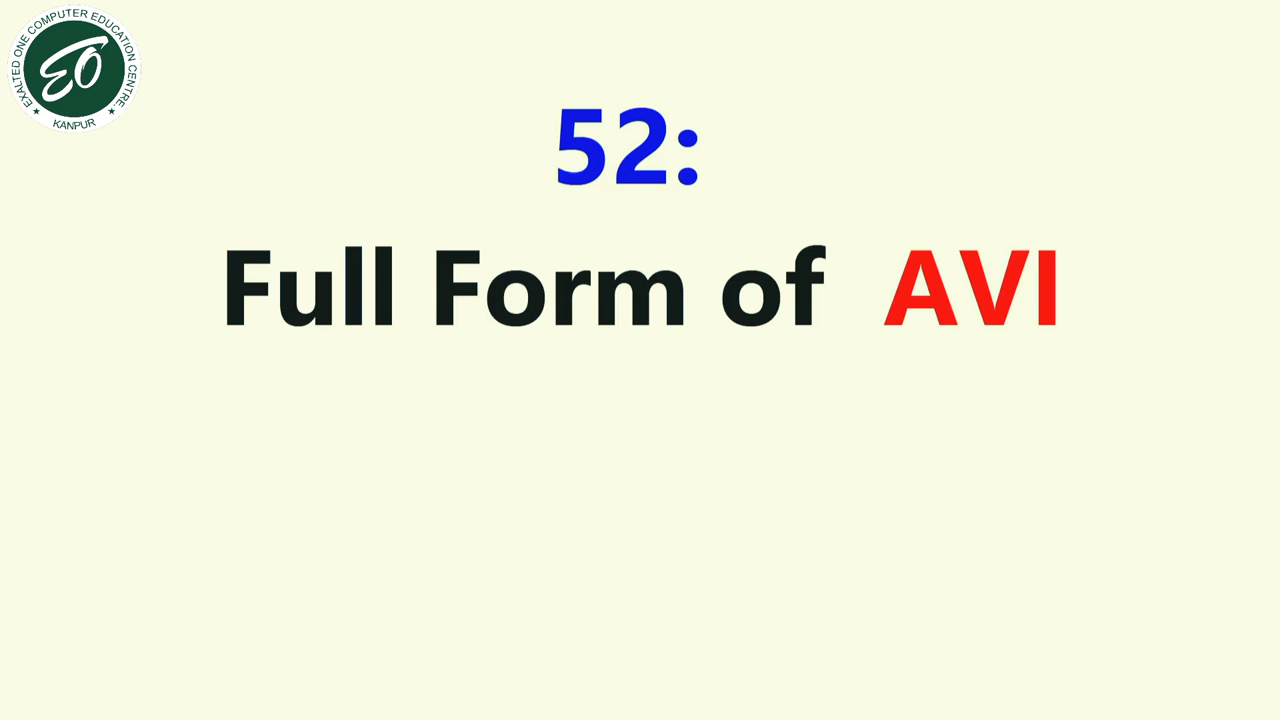 EXALTED ONE COMPUTER EDUCATION CENTRE
EO
★ KANPUR ★
52:
Full Form of AVI